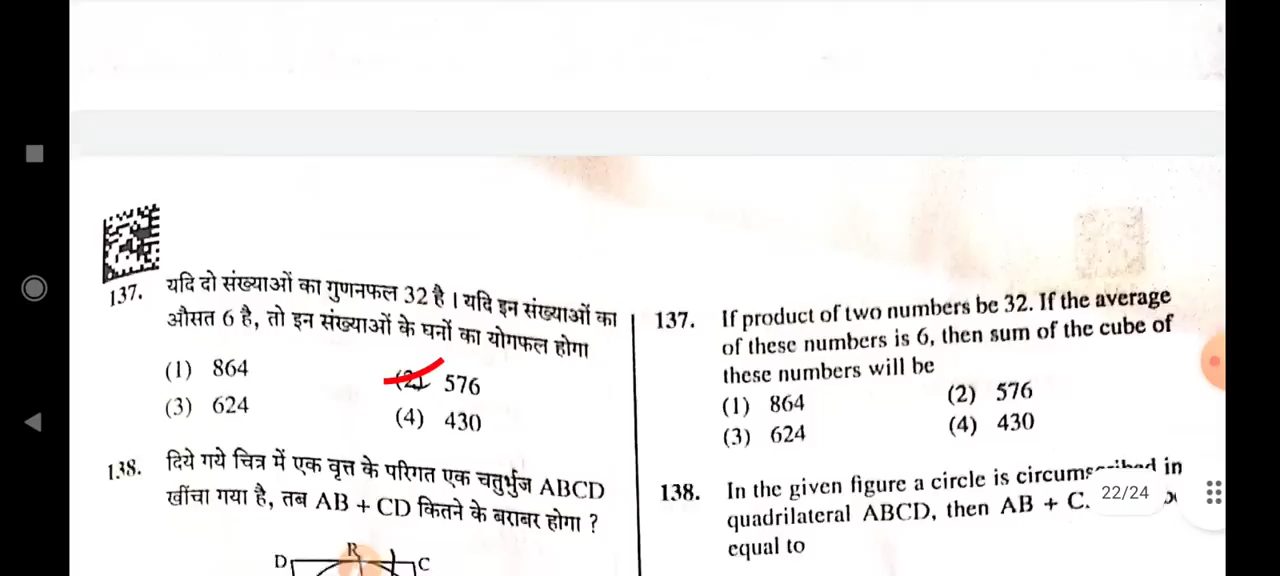 137. यदि दो संख्याओं का गुणनफल 32 है । यदि इन संख्याओं का
औसत 6 है, तो इन संख्याओं के घनों का योगफल होगा
(1) 864
(2) 576
(3) 624
(4) 430
138. दिये गये चित्र में एक वृत्त के परिगत एक चतुर्भुज ABCD
खींचा गया है, तब AB + CD कितने के बराबर होगा ?
D R C
137. If product of two numbers be 32. If the average
of these numbers is 6, then sum of the cube of
these numbers will be
(1) 864
(2) 576
(3) 624
(4) 430
138. In the given figure a circle is in
quadrilateral ABCD, then AB +
equal to
22/24